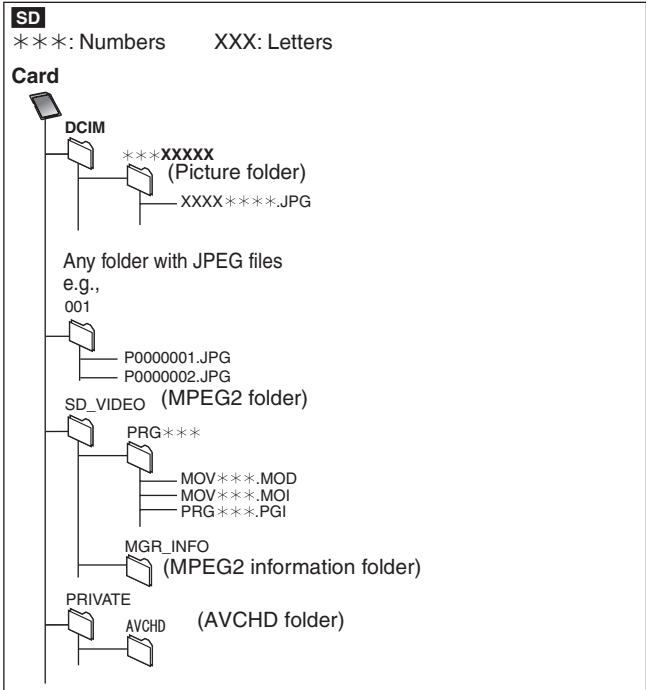 SD
***: Numbers XXX: Letters
Card
DCIM
***XXXXX
(Picture folder)
XXXX****.JPG
Any folder with JPEG files
e.g.,
001
P0000001.JPG
P0000002.JPG
SD_VIDEO (MPEG2 folder)
PRG***
MOV***.MOD
MOV***.MOI
PRG***.PGI
MGR_INFO
(MPEG2 information folder)
PRIVATE
AVCHD (AVCHD folder)